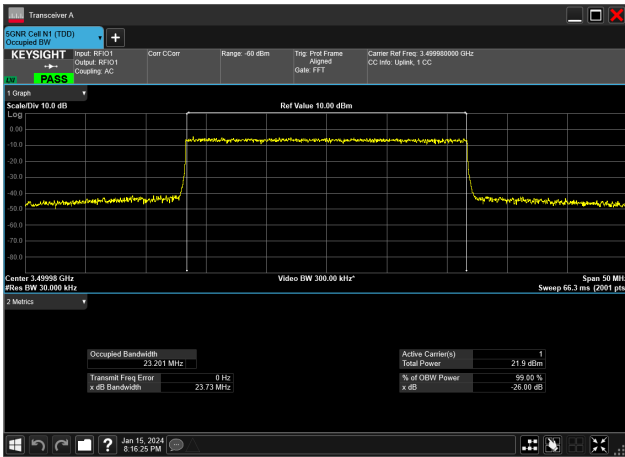 Transceiver A
5GNR Cell N1 (TDD)
Occupied BW
+
KEYSIGHT
LNI
PASS
Input: RFIO1
Output: RFIO1
Coupling: AC
Corr CCorr
Range: -60 dBm
Trig: Prot Frame
Aligned
Gate: FFT
Carrier Ref Freq: 3.499980000 GHz
CC Info: Uplink, 1 CC
1 Graph
Scale/Div 10.0 dB
Ref Value 10.00 dBm
Log
0.00
-10.0
-20.0
-30.0
-40.0
-50.0
-60.0
-70.0
-80.0
Center 3.49998 GHz
Video BW 300.00 kHz*
Span 50 MHz
#Res BW 30.000 kHz
Sweep 66.3 ms (2001 pts
2 Metrics
Occupied Bandwidth
23.201 MHz
Transmit Freq Error 0 Hz
x dB Bandwidth 23.73 MHz
Active Carrier(s) 1
Total Power 21.9 dBm
% of OBW Power 99.00 %
x dB -26.00 dB
?
Jan 15, 2024
8:16:25 PM